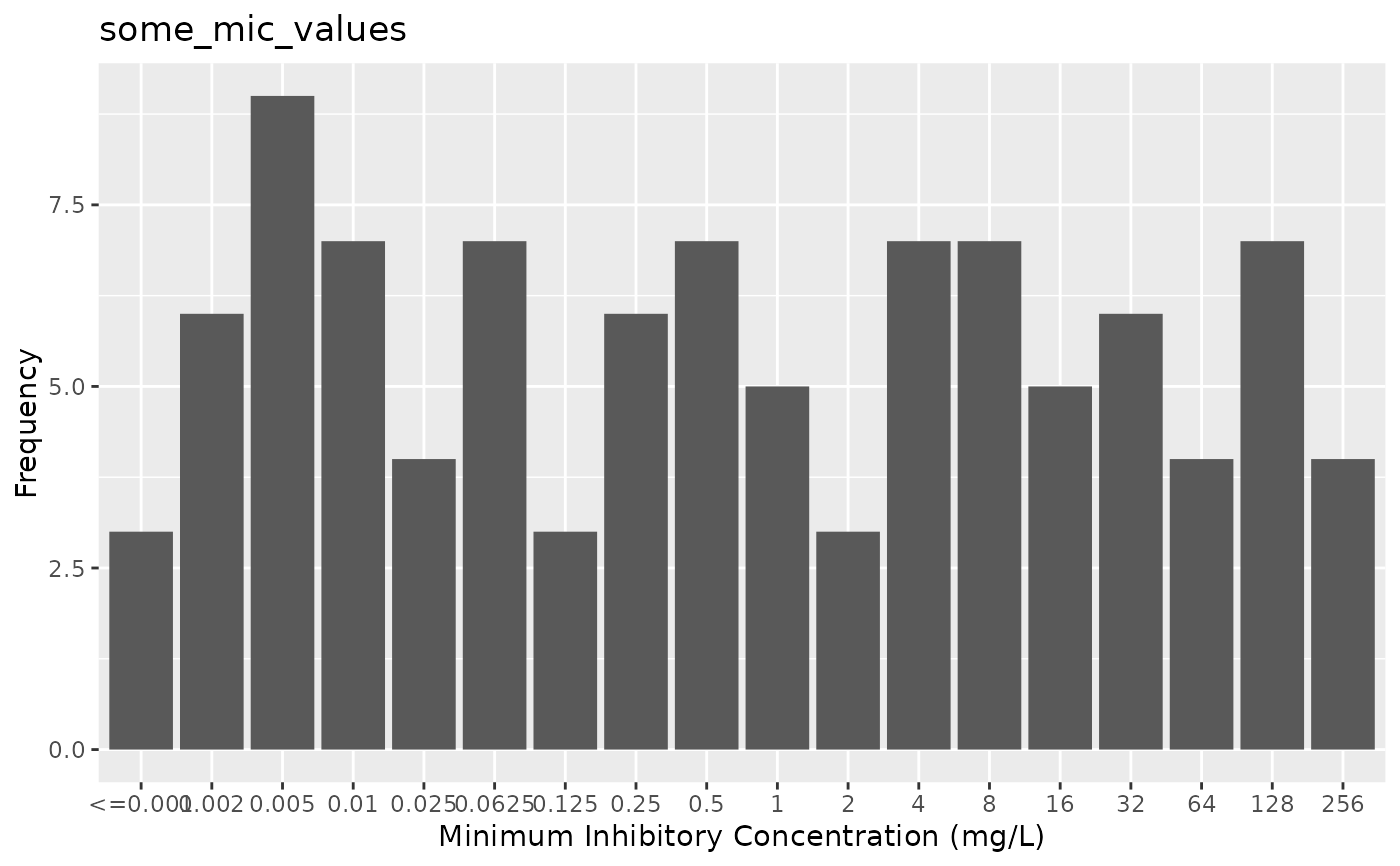 some_mic_values
Frequency
7.5
5.0
2.5
0.0
<=0.001 0.002 0.005 0.01 0.025 0.0625 0.125 0.25 0.5 1 2 4 8 16 32 64 128 256
Minimum Inhibitory Concentration (mg/L)